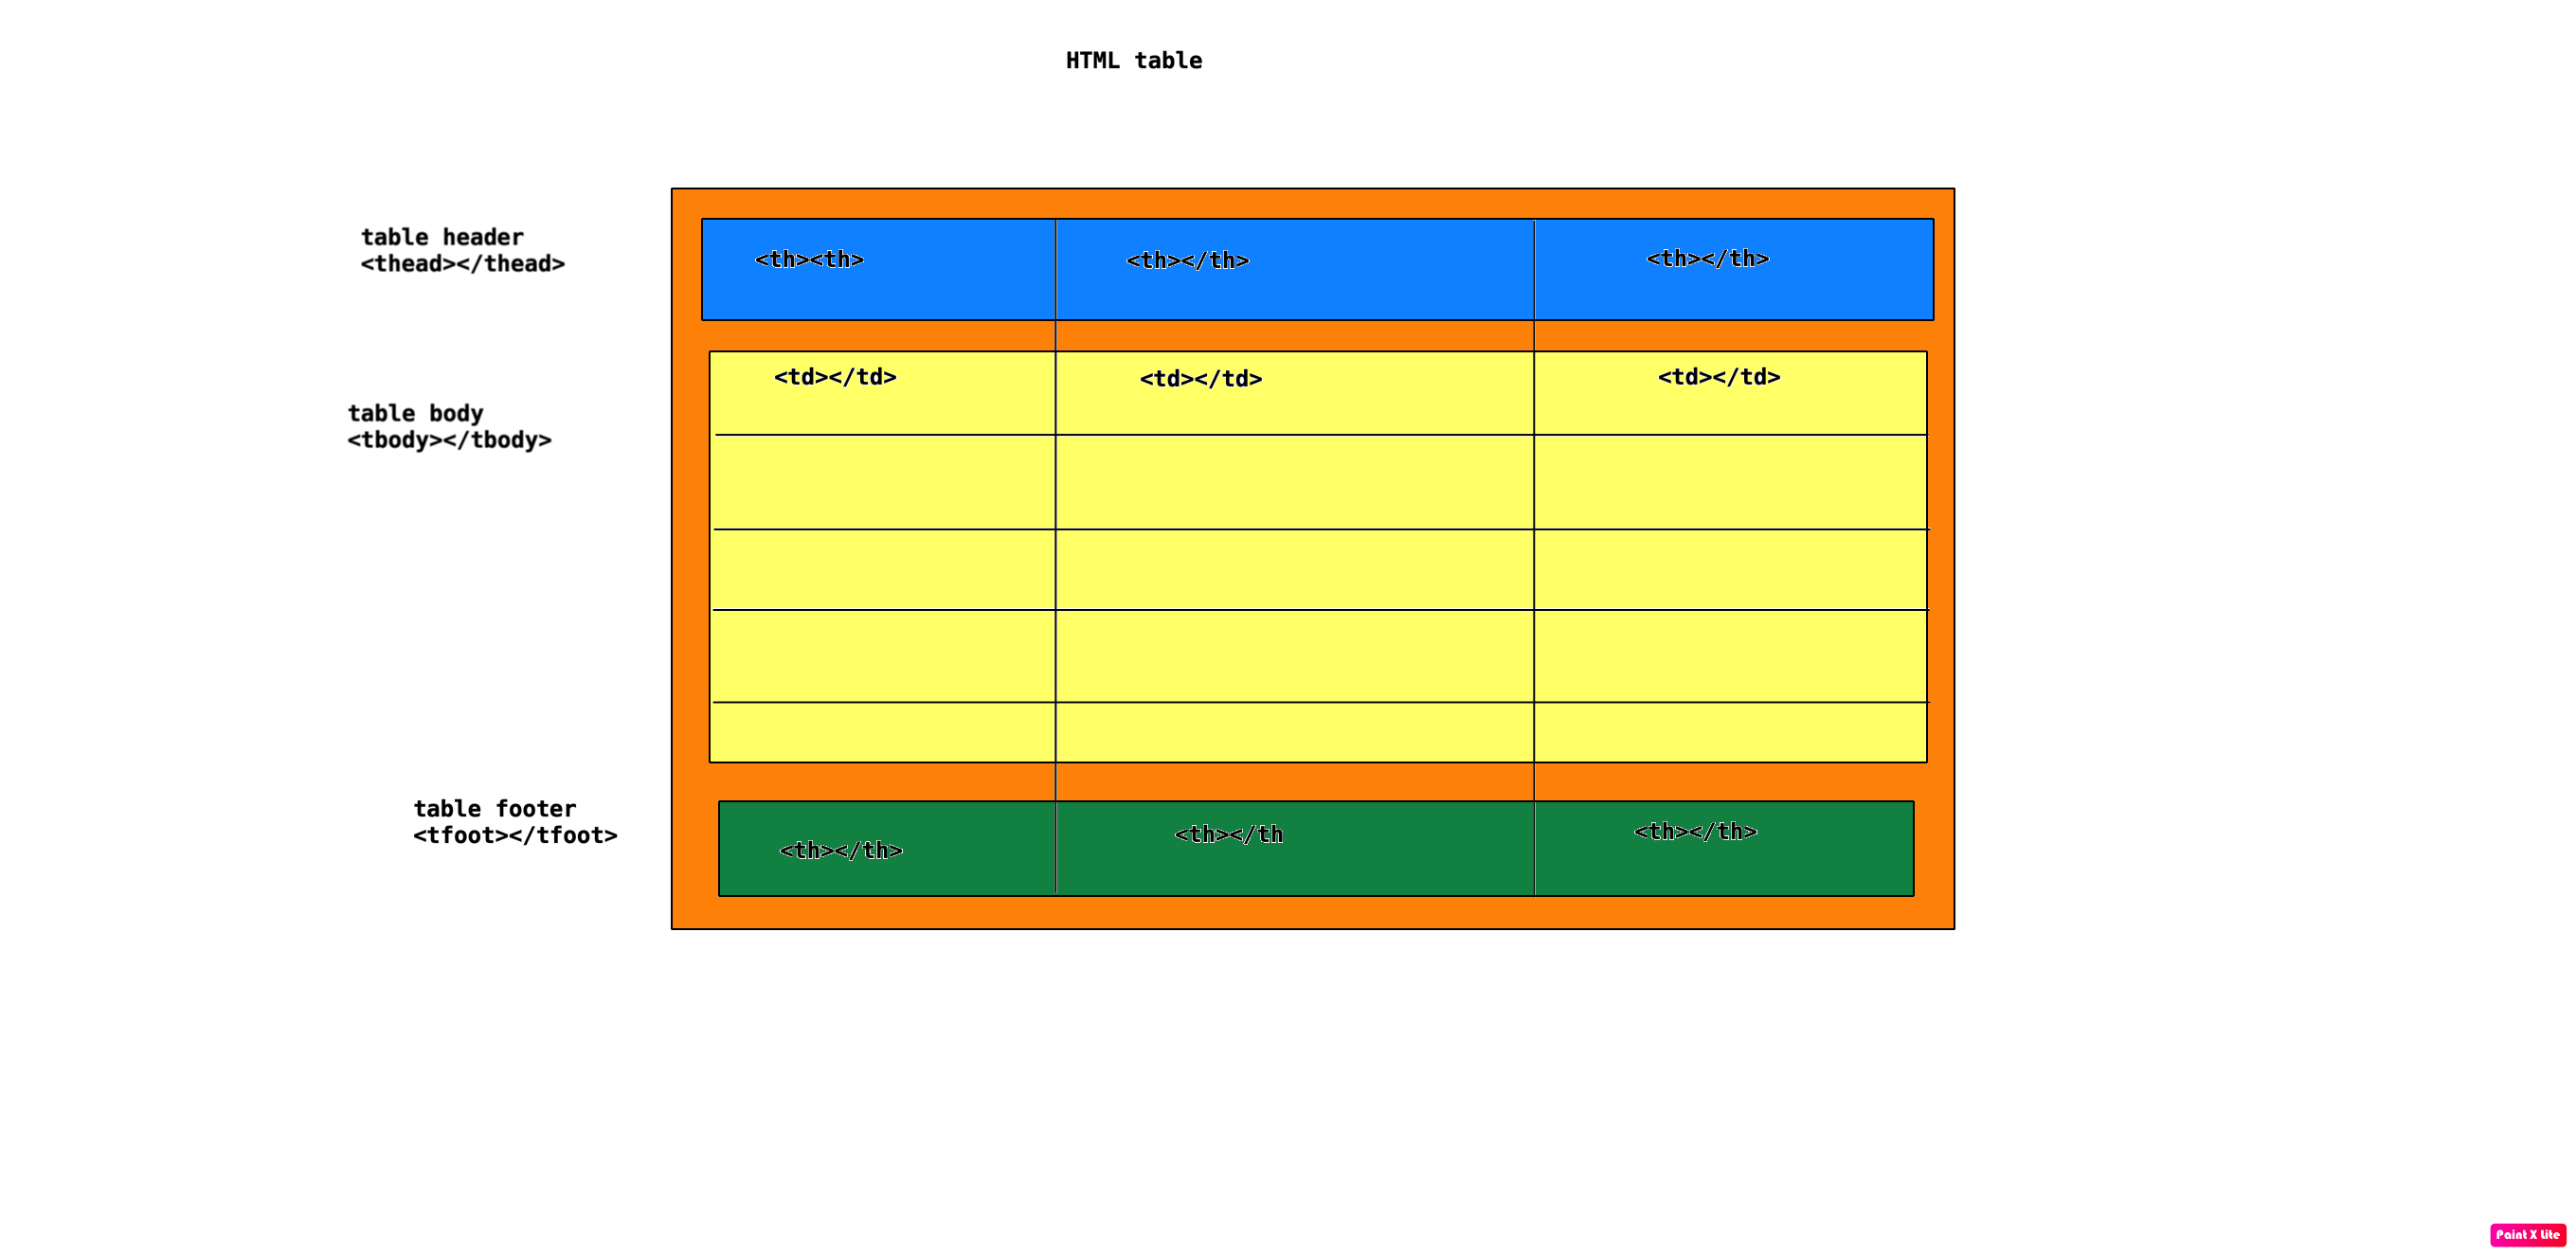 HTML table
table header
<thead></thead>
<th><th>
<th></th>
<th></th>
table body
<tbody></tbody>
<td></td>
<td></td>
<td></td>
table footer
<tfoot></tfoot>
<th></th>
<th></th
<th></th>
Paint X Lite